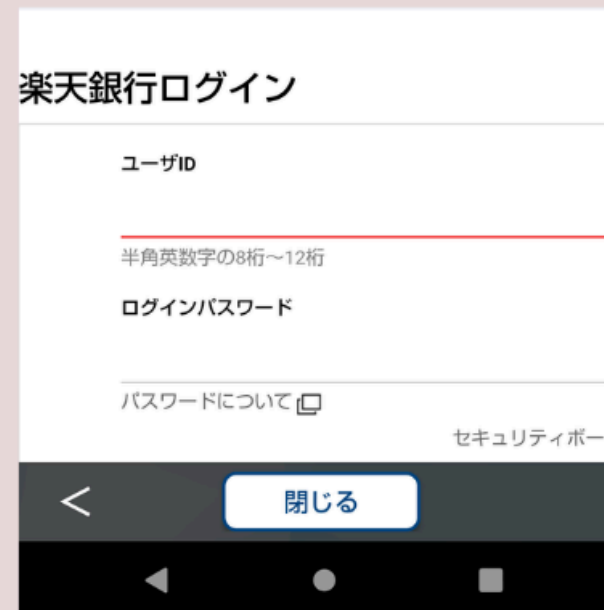 楽天銀行ログイン
ユーザID
半角英数字の8桁～12桁
ログインパスワード
パスワードについて
セキュリティボー
閉じる